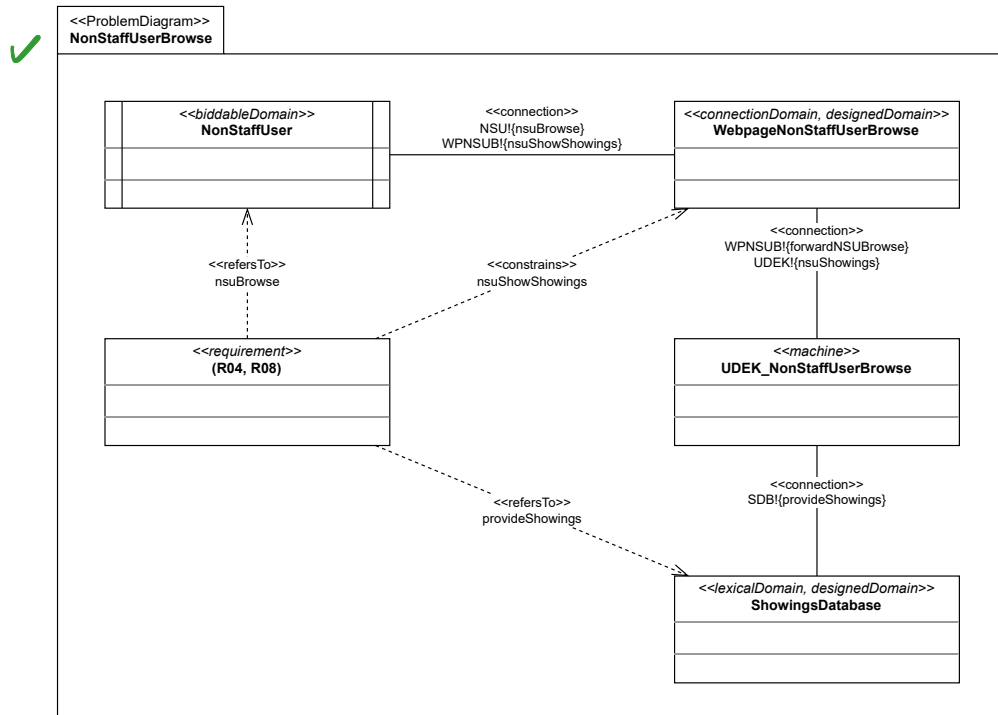 <<ProblemDiagram>>
NonStaffUserBrowse
<<biddableDomain>>
NonStaffUser
<<connection>>
NSU!{nsuBrowse}
WPNSUB!{nsuShowShowings}
<<connectionDomain, designedDomain>>
WebpageNonStaffUserBrowse
<<refersTo>>
nsuBrowse
<<constrains>>
nsuShowShowings
<<connection>>
WPNSUB!{forwardNSUBrowse}
UDEK!{nsuShowings}
<<requirement>>
(R04, R08)
<<machine>>
UDEK_NonStaffUserBrowse
<<refersTo>>
provideShowings
<<connection>>
SDB!{provideShowings}
<<lexicalDomain, designedDomain>>
ShowingsDatabase